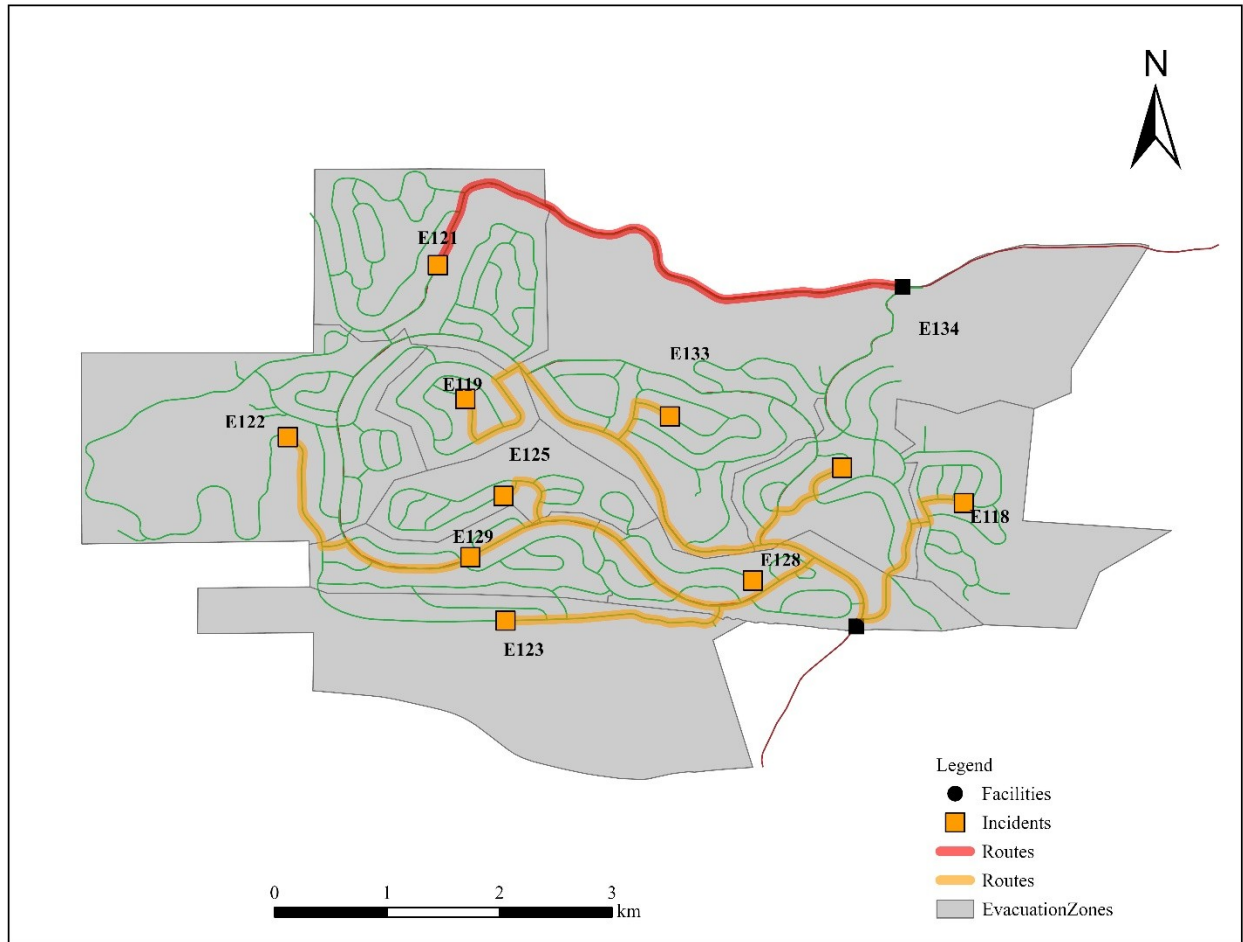 N
E121
E134
E133
E119
E122
E125
E118
E129
E128
E123
Legend
Facilities
Incidents
Routes
Routes
EvacuationZones
0 1 2 3
km